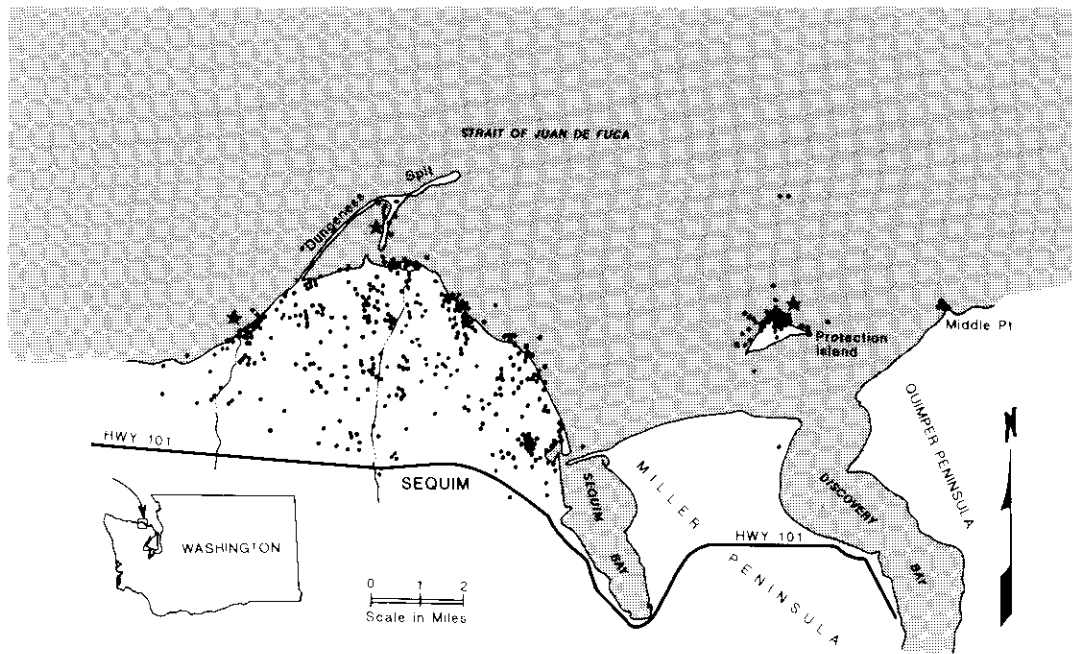 STRAIT OF JUAN DE FUCA
Dungeness Spit
Middle Pt
Protection
Island
QUIMPER PENINSULA
N
HWY 101
SEQUIM
MILLER
PENINSULA
SEQUIM
BAY
DISCOVERY
BAY
HWY 101
WASHINGTON
0 1 2
Scale in Miles